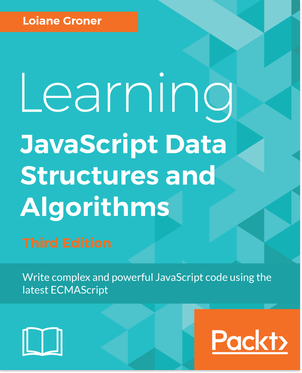 Loiane Groner
Learning
JavaScript Data
Structures and
Algorithms
Third Edition
Write complex and powerful JavaScript code using the
latest ECMAScript
Packt>